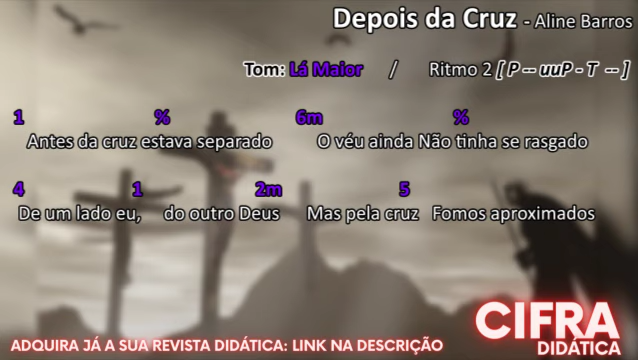 Depois da Cruz - Aline Barros
Tom: Lá Maior / Ritmo 2 [ P -- uuP - T -- ]
1 % 6m %
Antes da cruz estava separado O véu ainda Não tinha se rasgado
4 1 2m 5
De um lado eu, do outro Deus Mas pela cruz Fomos aproximados
CIFRA
DIDÁTICA
ADQUIRA JÁ A SUA REVISTA DIDÁTICA: LINK NA DESCRIÇÃO